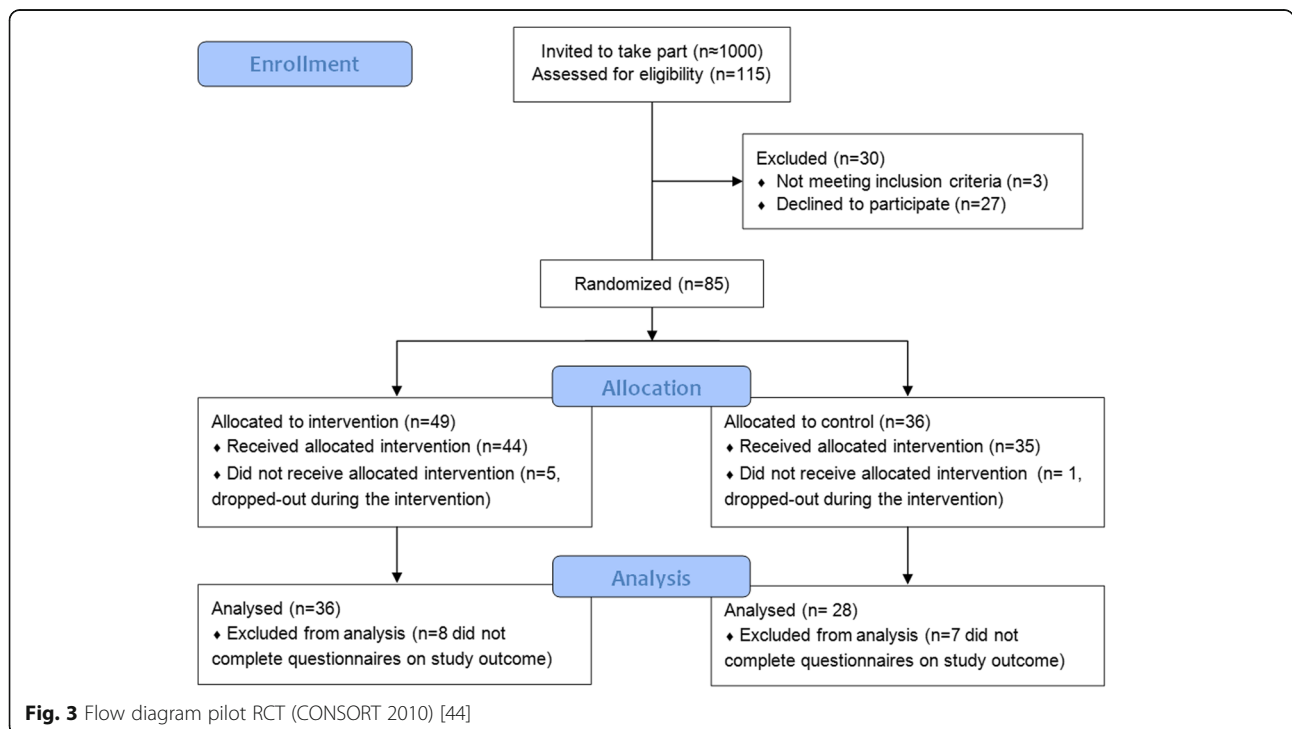 Enrollment
Invited to take part (n≈1000)
Assessed for eligibility (n=115)
Excluded (n=30)
♦ Not meeting inclusion criteria (n=3)
♦ Declined to participate (n=27)
Randomized (n=85)
Allocation
Allocated to intervention (n=49)
♦ Received allocated intervention (n=44)
♦ Did not receive allocated intervention (n=5,
dropped-out during the intervention)
Allocated to control (n=36)
♦ Received allocated intervention (n=35)
♦ Did not receive allocated intervention (n= 1,
dropped-out during the intervention)
Analysis
Analysed (n=36)
♦ Excluded from analysis (n=8 did not
complete questionnaires on study outcome)
Analysed (n= 28)
♦ Excluded from analysis (n=7 did not
complete questionnaires on study outcome)
Fig. 3 Flow diagram pilot RCT (CONSORT 2010) [44]